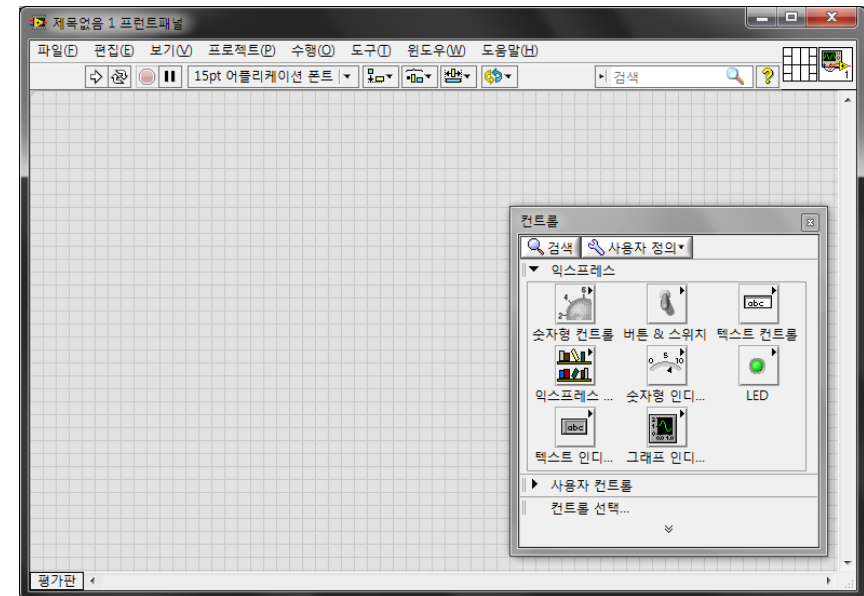 제목없음 1 프런트패널
파일(F) 편집(E) 보기(V) 프로젝트(P) 수행(O) 도구(T) 윈도우(W) 도움말(H)
15pt 어플리케이션 폰트 검색 ? 1
컨트롤
검색 사용자 정의
익스프레스
숫자형 컨트롤 버튼 & 스위치 텍스트 컨트롤
익스프레스 ... 숫자형 인디... LED
텍스트 인디... 그래프 인디...
사용자 컨트롤
컨트롤 선택...
평가판